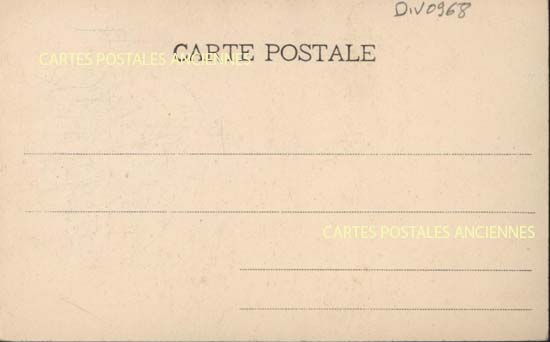 Div0968
CARTE POSTALE
CARTES POSTALES ANCIENNES
CARTES POSTALES ANCIENNES